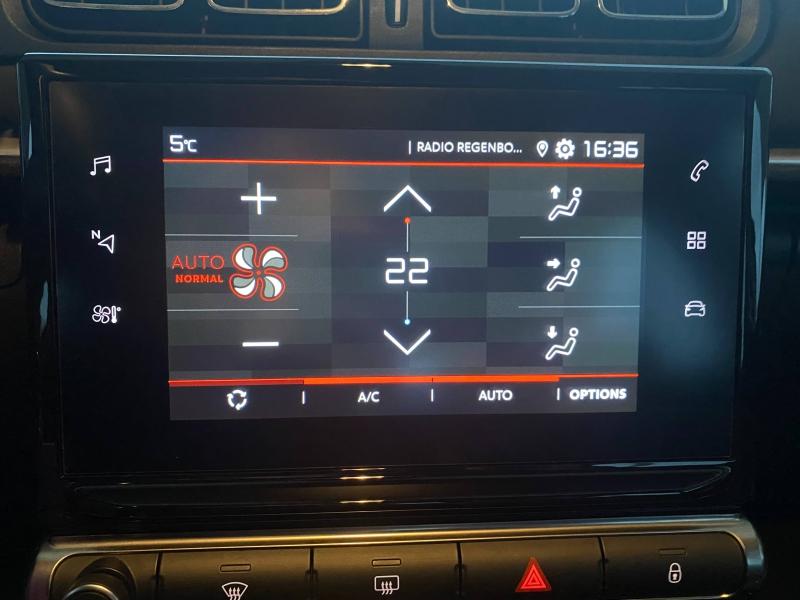 5°C
| RADIO REGENBO... 16:36
N
AUTO
NORMAL
22
A/C | AUTO | OPTIONS